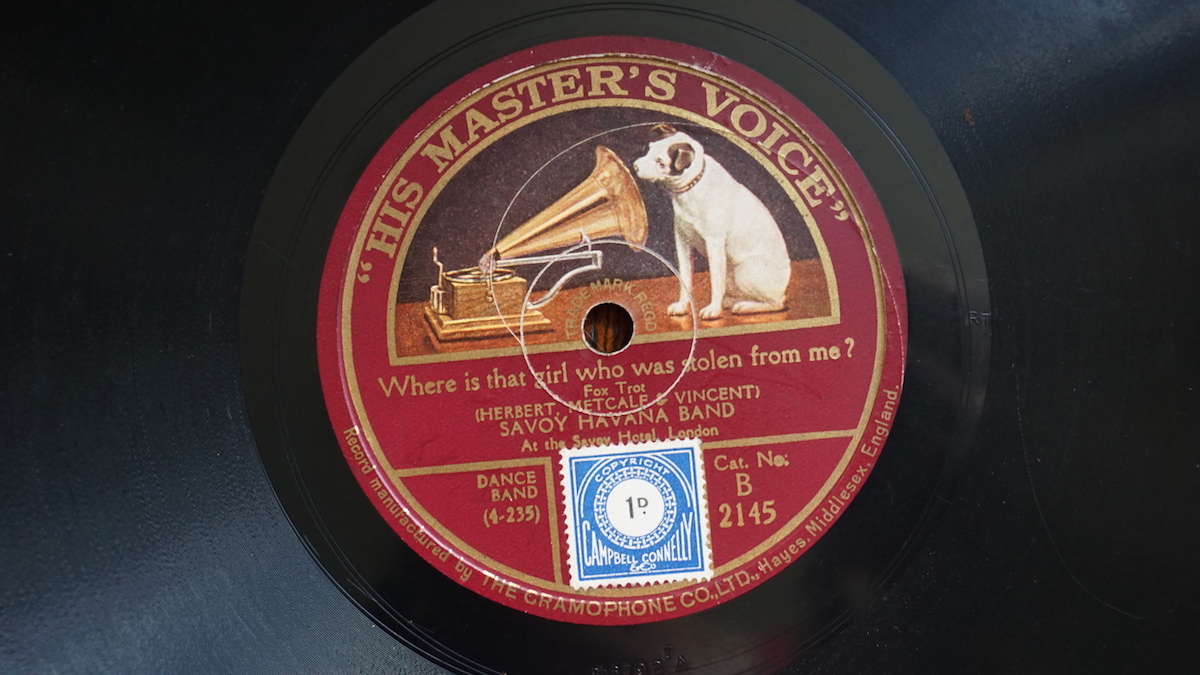 “HIS MASTER'S VOICE”
TRADE MARK REGD
Where is that girl who was stolen from me?
Fox Trot
(HERBERT, METCALE & VINCENT)
SAVOY HAVANA BAND
At the Savoy Hotel, London
DANCE
BAND
(4-235)
COPYRIGHT
1D.
CAMPBELL CONNELLY
& Co
Cat. No:
B
2145
Record manufactured by THE GRAMOPHONE CO., LTD., Hayes, Middlesex, England.